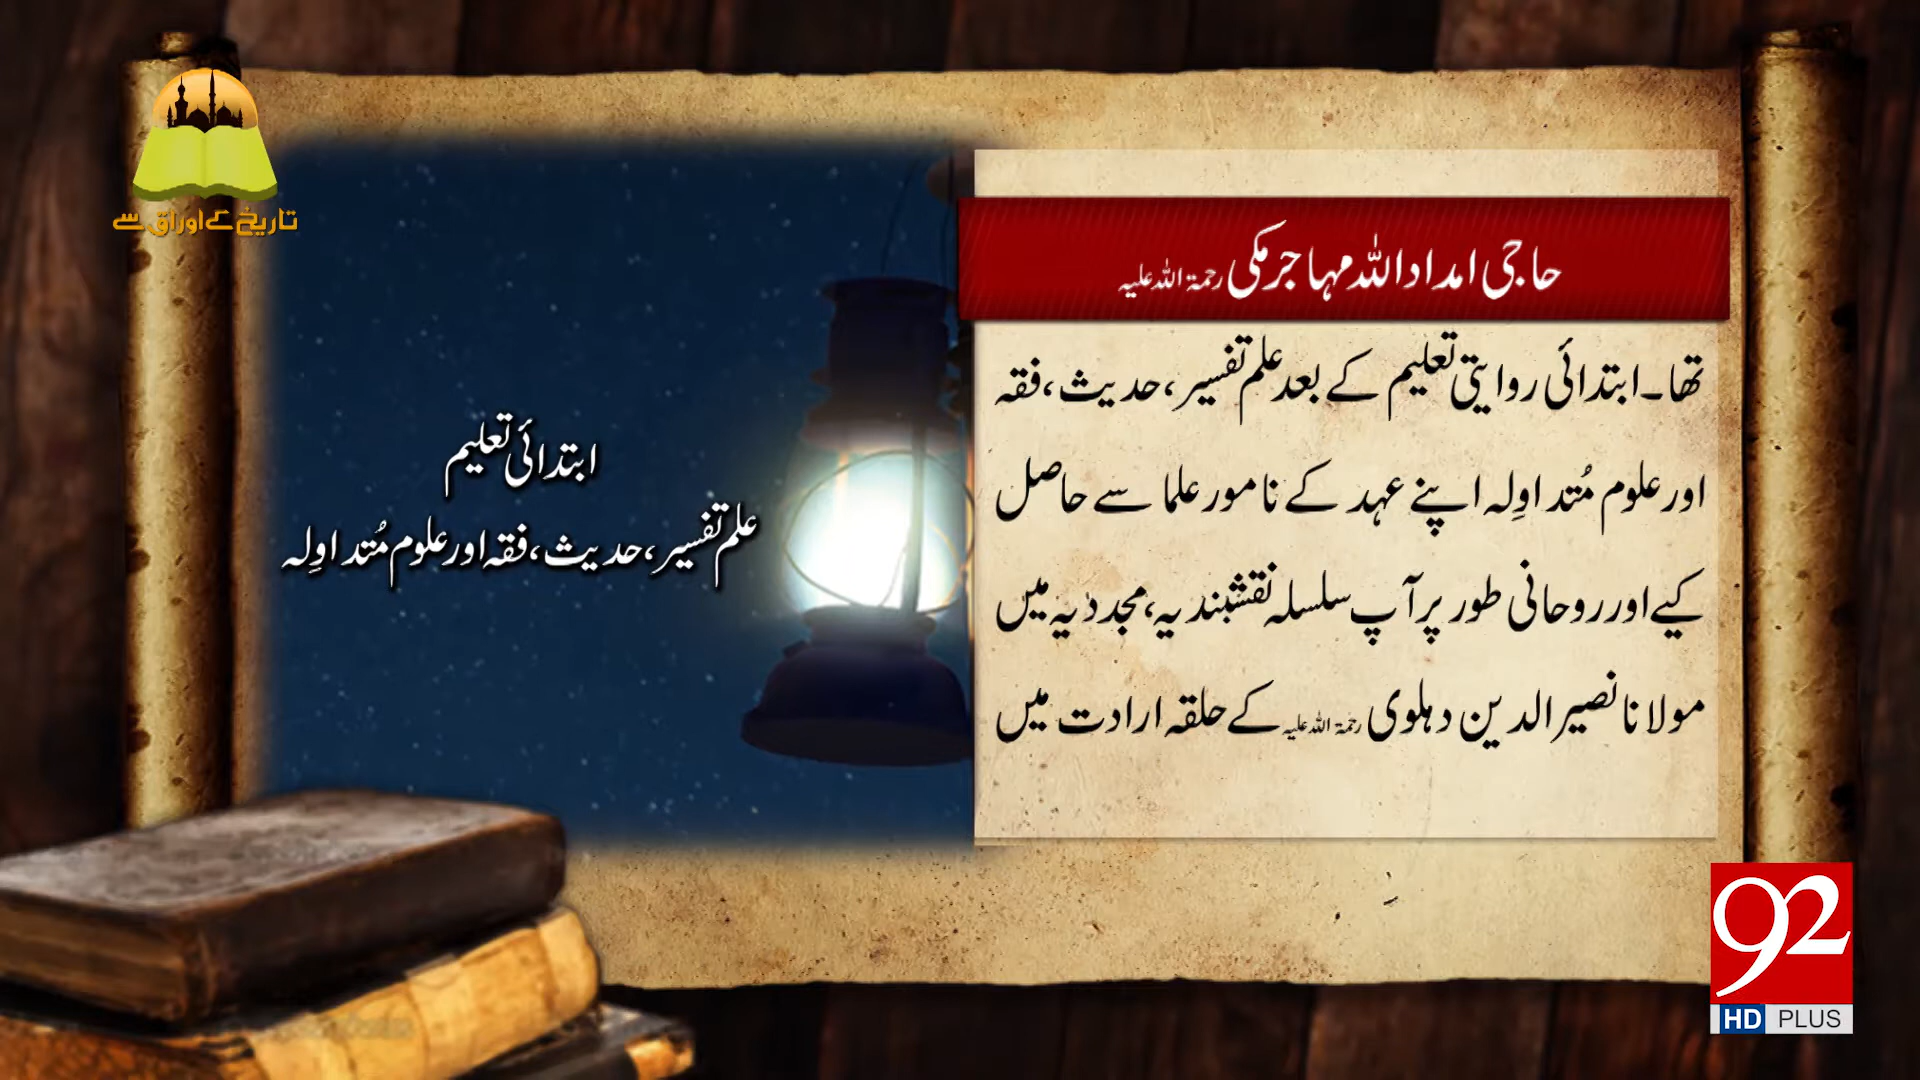 تاریخ کے اوراق سے
حاجی امداد اللہ مہاجر مکی رحمۃ اللہ علیہ
تھا۔ ابتدائی روایتی تعلیم کے بعد علم تفسیر، حدیث، فقہ
اور علوم مُتداوِلہ اپنے عہد کے نامور علما سے حاصل
کیے اور روحانی طور پر آپ سلسلہ نقشبندیہ، مجددیہ میں
مولانا نصیر الدین دہلوی رحمۃ اللہ علیہ کے حلقہ ارادت میں
ابتدائی تعلیم
علم تفسیر، حدیث، فقہ اور علوم مُتداوِلہ
92
HD PLUS